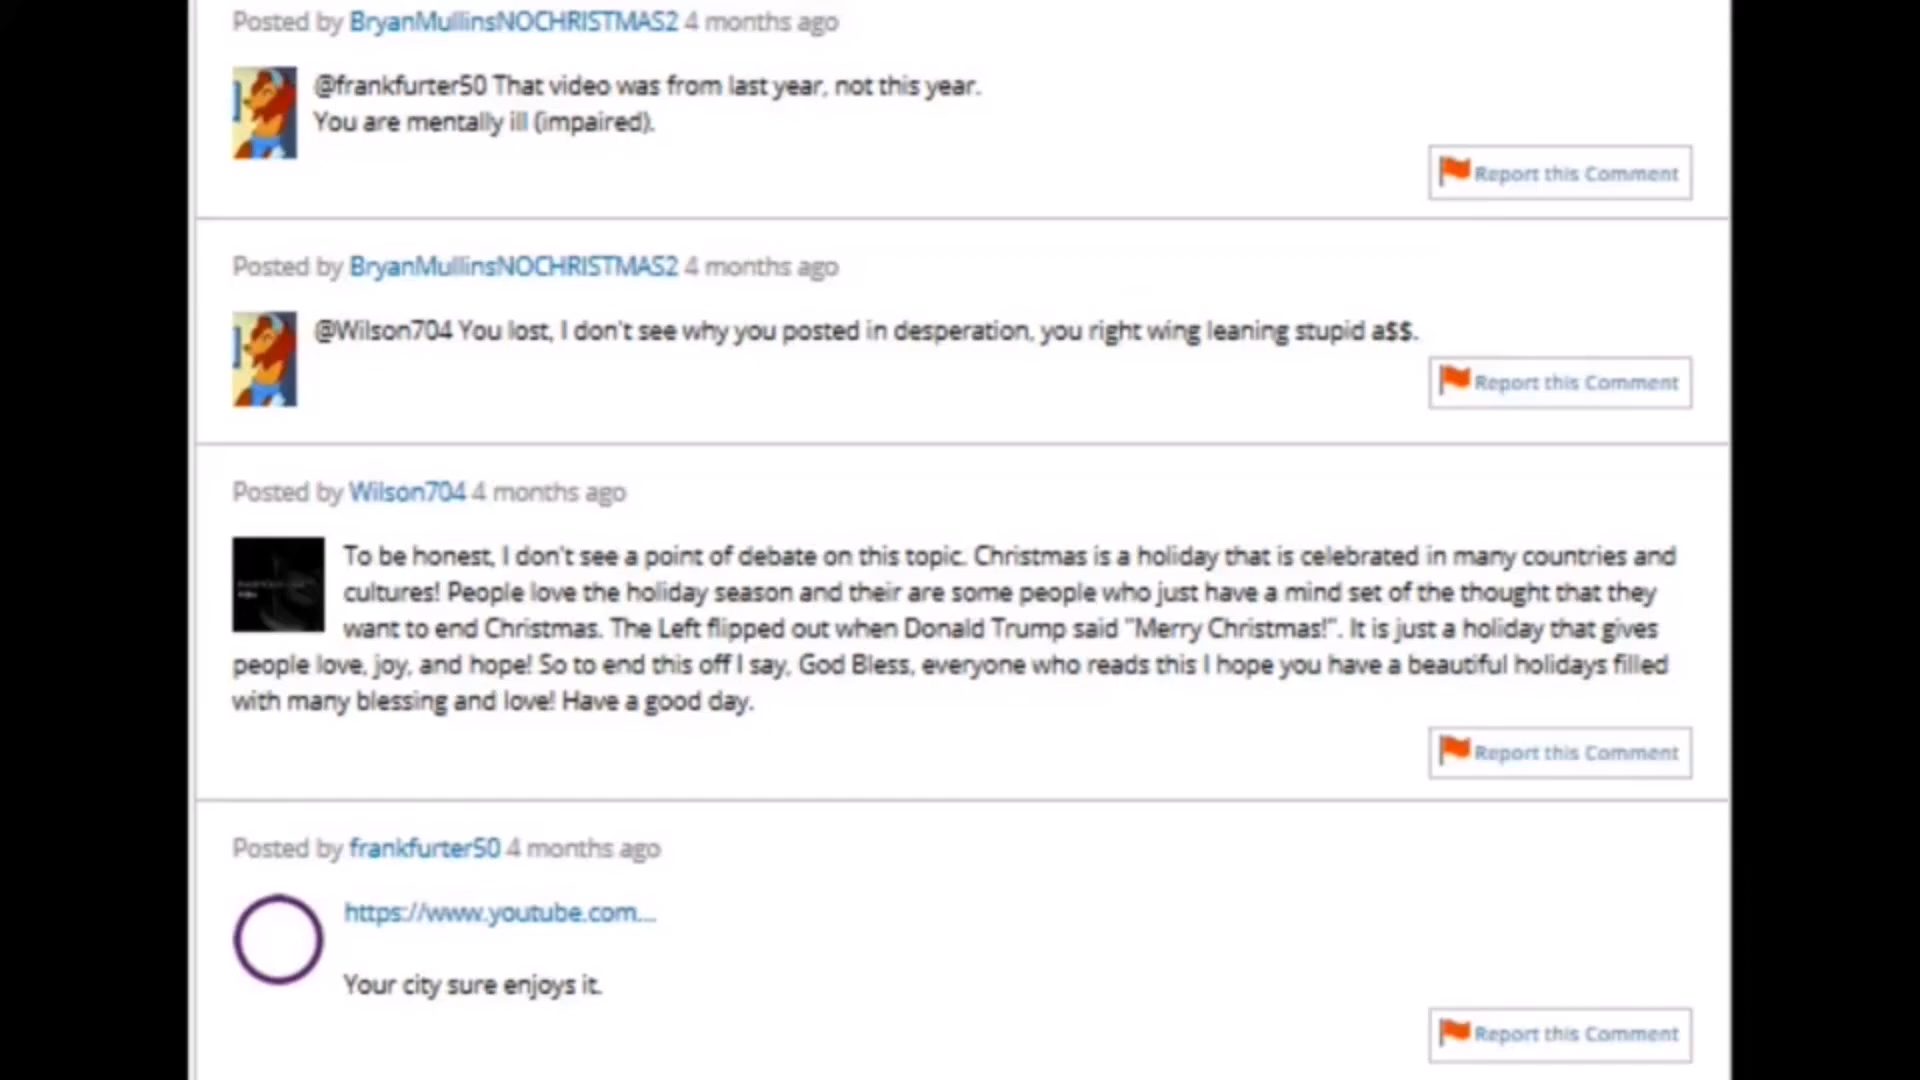 Posted by BryanMullinsNOCHRISTMAS2 4 months ago
@frankfurter50 That video was from last year, not this year.
You are mentally ill (impaired).
Report this Comment
Posted by BryanMullinsNOCHRISTMAS2 4 months ago
@Wilson704 You lost, I don't see why you posted in desperation, you right wing leaning stupid a$$.
Report this Comment
Posted by Wilson704 4 months ago
To be honest, I don't see a point of debate on this topic. Christmas is a holiday that is celebrated in many countries and
cultures! People love the holiday season and their are some people who just have a mind set of the thought that they
want to end Christmas. The Left flipped out when Donald Trump said "Merry Christmas!". It is just a holiday that gives
people love, joy, and hope! So to end this off I say, God Bless, everyone who reads this I hope you have a beautiful holidays filled
with many blessing and love! Have a good day.
Report this Comment
Posted by frankfurter50 4 months ago
https://www.youtube.com...
Your city sure enjoys it.
Report this Comment